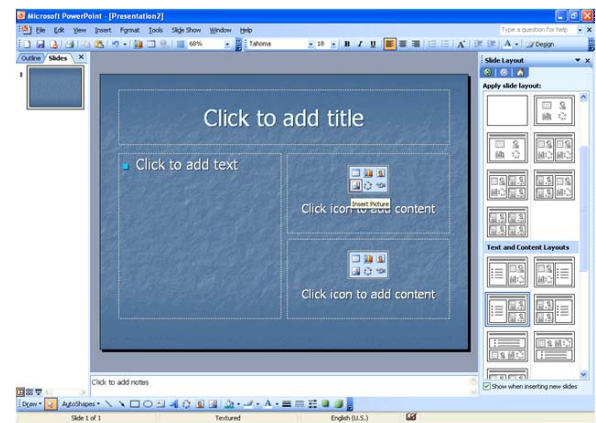 Microsoft PowerPoint - [Presentation2]
File Edit View Insert Format Tools Slide Show Window Help Type a question for help
68% Tahoma 18 B I U A Design
Outline Slides Slide Layout
1
Apply slide layout:
Click to add title
Click to add text
Insert Picture
Click icon to add content
Text and Content Layouts
Click icon to add content
Click to add notes
Show when inserting new slides
Draw AutoShapes A
Slide 1 of 1 Textured English (U.S.)